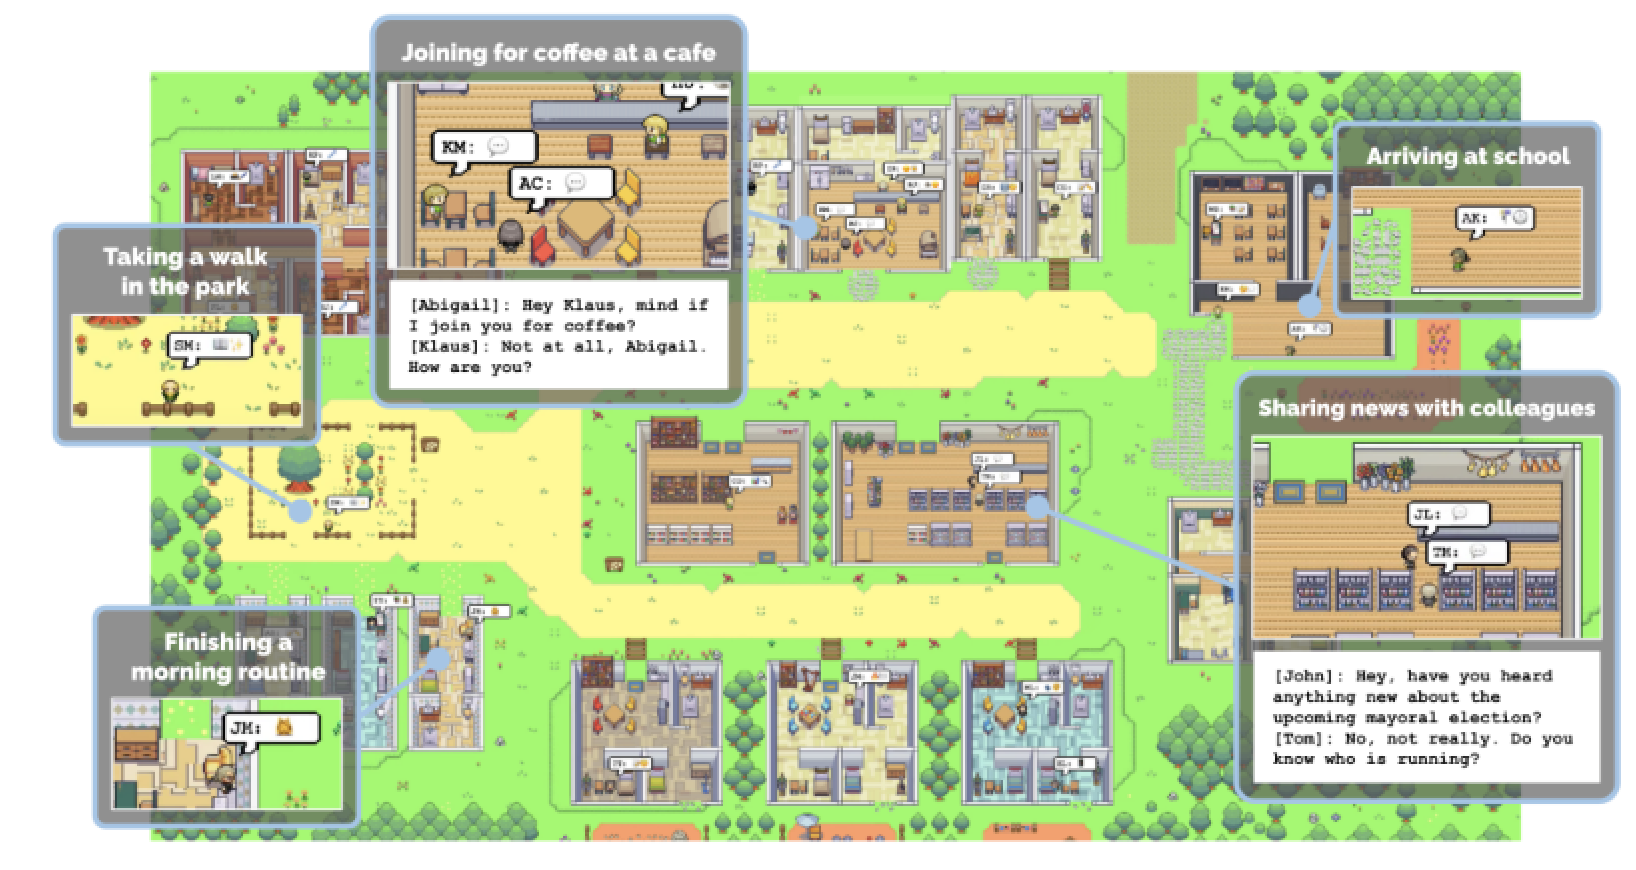 Joining for coffee at a cafe
KM:
AC:
[Abigail]: Hey Klaus, mind if
I join you for coffee?
[Klaus]: Not at all, Abigail.
How are you?
Arriving at school
AK:
Taking a walk
in the park
SM:
Sharing news with colleagues
JL:
TM:
[John]: Hey, have you heard
anything new about the
upcoming mayoral election?
[Tom]: No, not really. Do you
know who is running?
Finishing a
morning routine
JM: